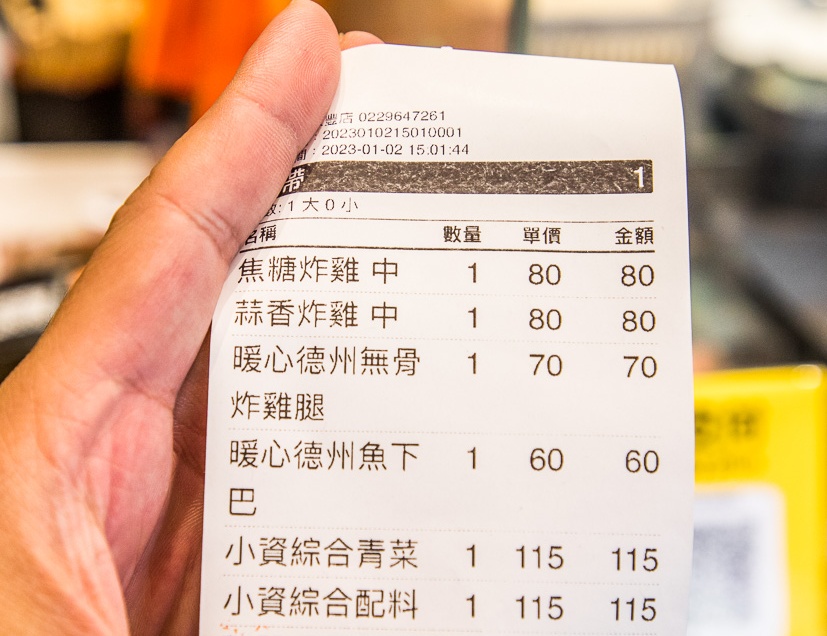 豐店 0229647261
: 2023010215010001
間 : 2023-01-02 15:01:44
帶 1
數: 1 大 0 小
名稱 數量 單價 金額
焦糖炸雞 中 1 80 80
蒜香炸雞 中 1 80 80
暖心德州無骨 1 70 70
炸雞腿
暖心德州魚下 1 60 60
巴
小資綜合青菜 1 115 115
小資綜合配料 1 115 115